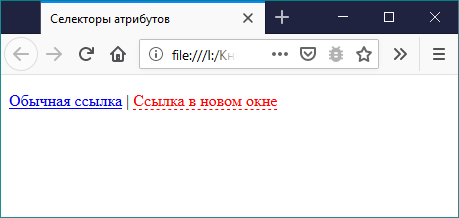 Селекторы атрибутов
file:///I:/Кн
Обычная ссылка | Ссылка в новом окне